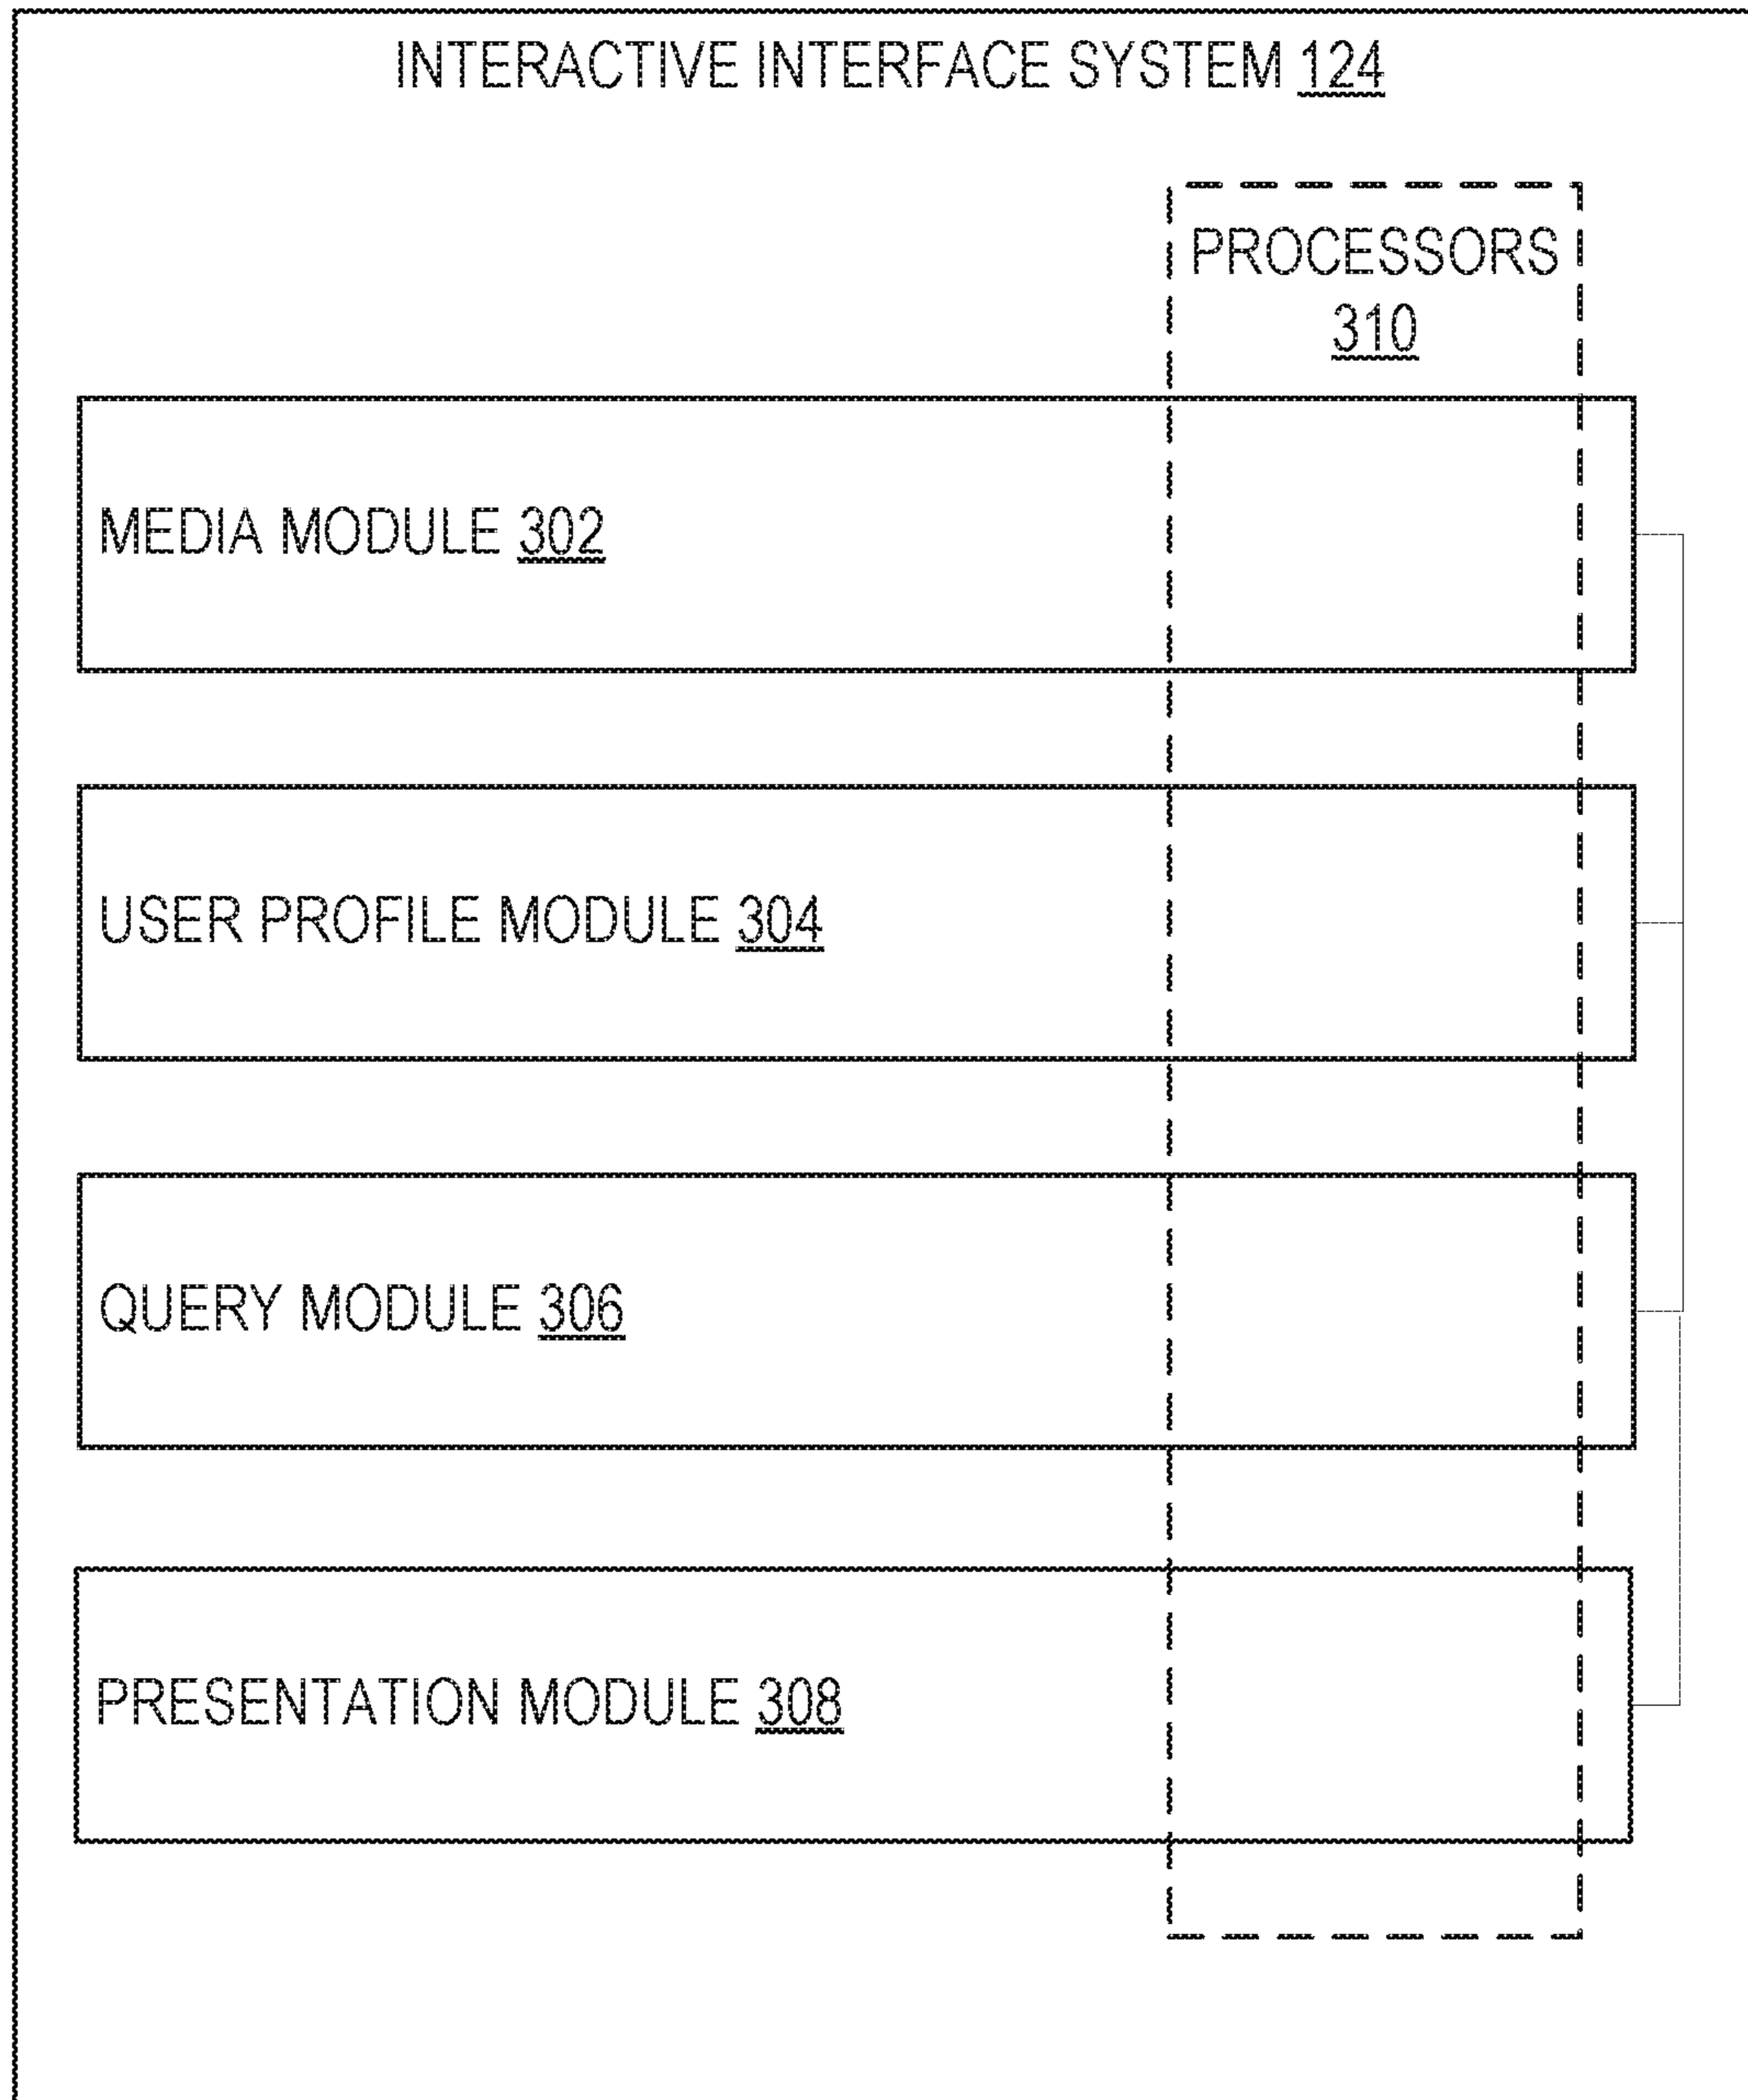 INTERACTIVE INTERFACE SYSTEM 124
PROCESSORS
310
MEDIA MODULE 302
USER PROFILE MODULE 304
QUERY MODULE 306
PRESENTATION MODULE 308